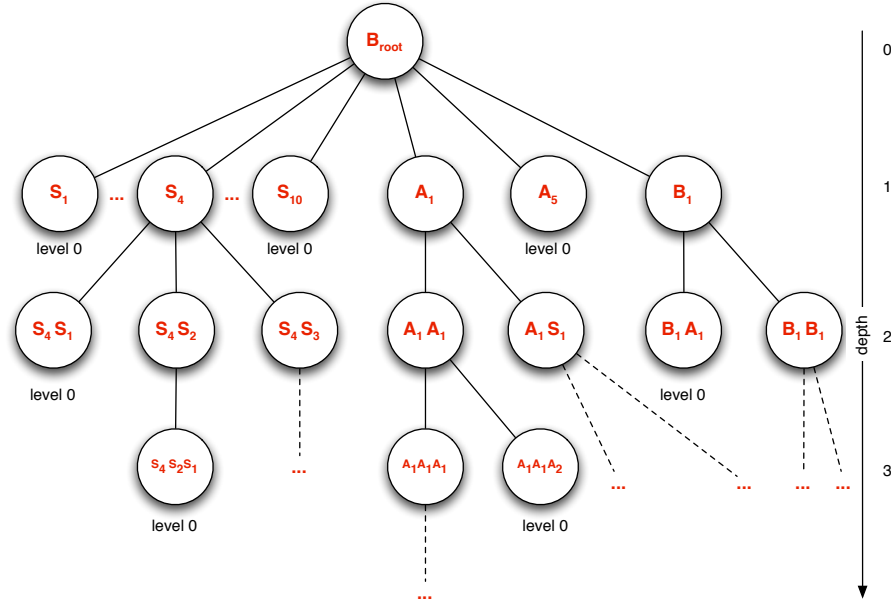 B_root
0
S_1 ... S_4 ... S_10 A_1 A_5 B_1
1
level 0 level 0 level 0
S_4 S_1 S_4 S_2 S_4 S_3 A_1 A_1 A_1 S_1 B_1 A_1 B_1 B_1
2
depth
level 0 level 0
S_4 S_2 S_1 ... A_1 A_1 A_1 A_1 A_1 A_2 ... ... ... ...
3
level 0 level 0
...